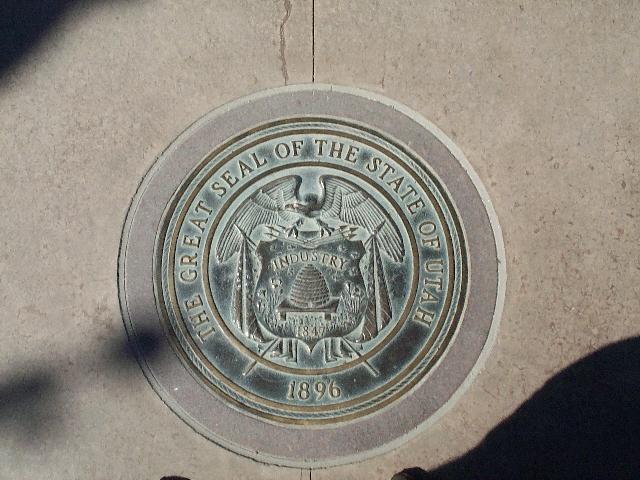 THE GREAT SEAL OF THE STATE OF UTAH
INDUSTRY
1847
1896